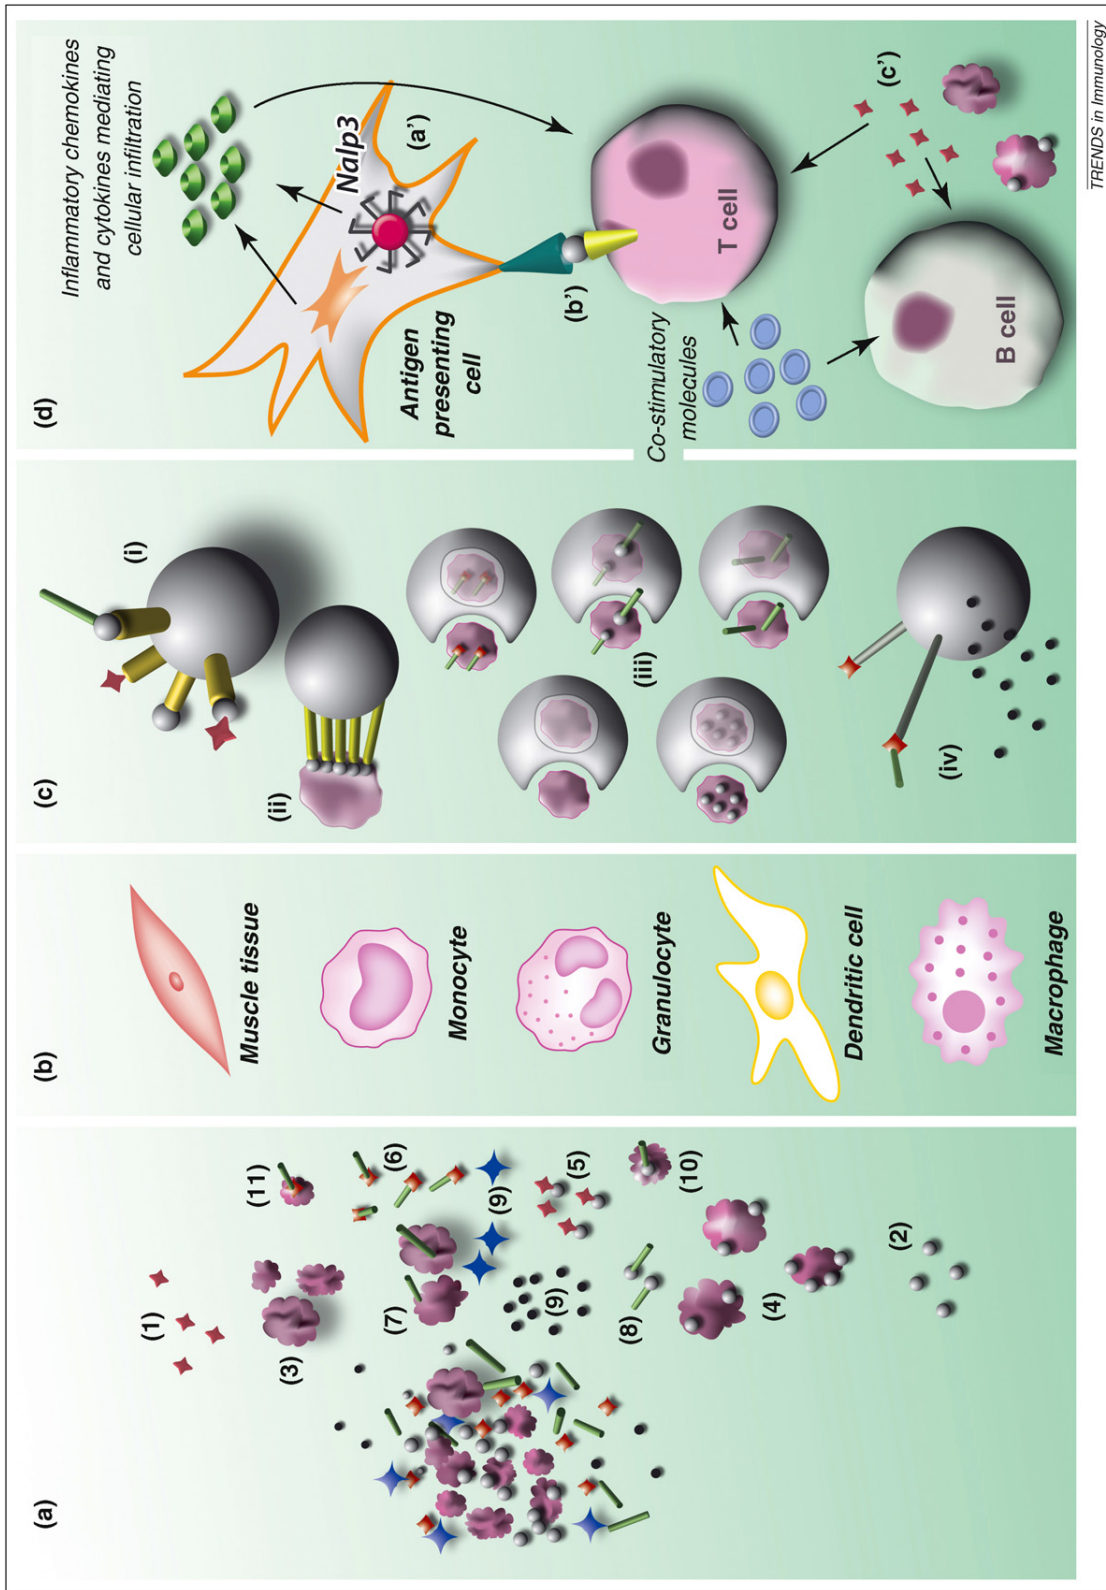 (a)
(1)
(3)
(11)
(6)
(7)
(9)
(5)
(9)
(8)
(10)
(4)
(2)
(b)
Muscle tissue
Monocyte
Granulocyte
Dendritic cell
Macrophage
(c)
(i)
(ii)
(iii)
(iv)
(d)
Inflammatory chemokines
and cytokines mediating
cellular infiltration
Nalp3
(a')
Antigen
presenting
cell
(b')
Co-stimulatory
molecules
T cell
(c')
B cell
TRENDS in Immunology